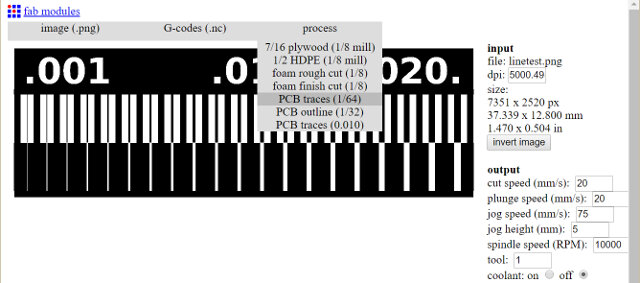 fab modules
image (.png) G-codes (.nc) process
7/16 plywood (1/8 mill)
1/2 HDPE (1/8 mill)
foam rough cut (1/8)
foam finish cut (1/8)
PCB traces (1/64)
PCB outline (1/32)
PCB traces (0.010)
.001 .01 020.
input
file: linetest.png
dpi: 5000.49
size:
7351 x 2520 px
37.339 x 12.800 mm
1.470 x 0.504 in
invert image
output
cut speed (mm/s): 20
plunge speed (mm/s): 20
jog speed (mm/s): 75
jog height (mm): 5
spindle speed (RPM): 10000
tool: 1
coolant: on off